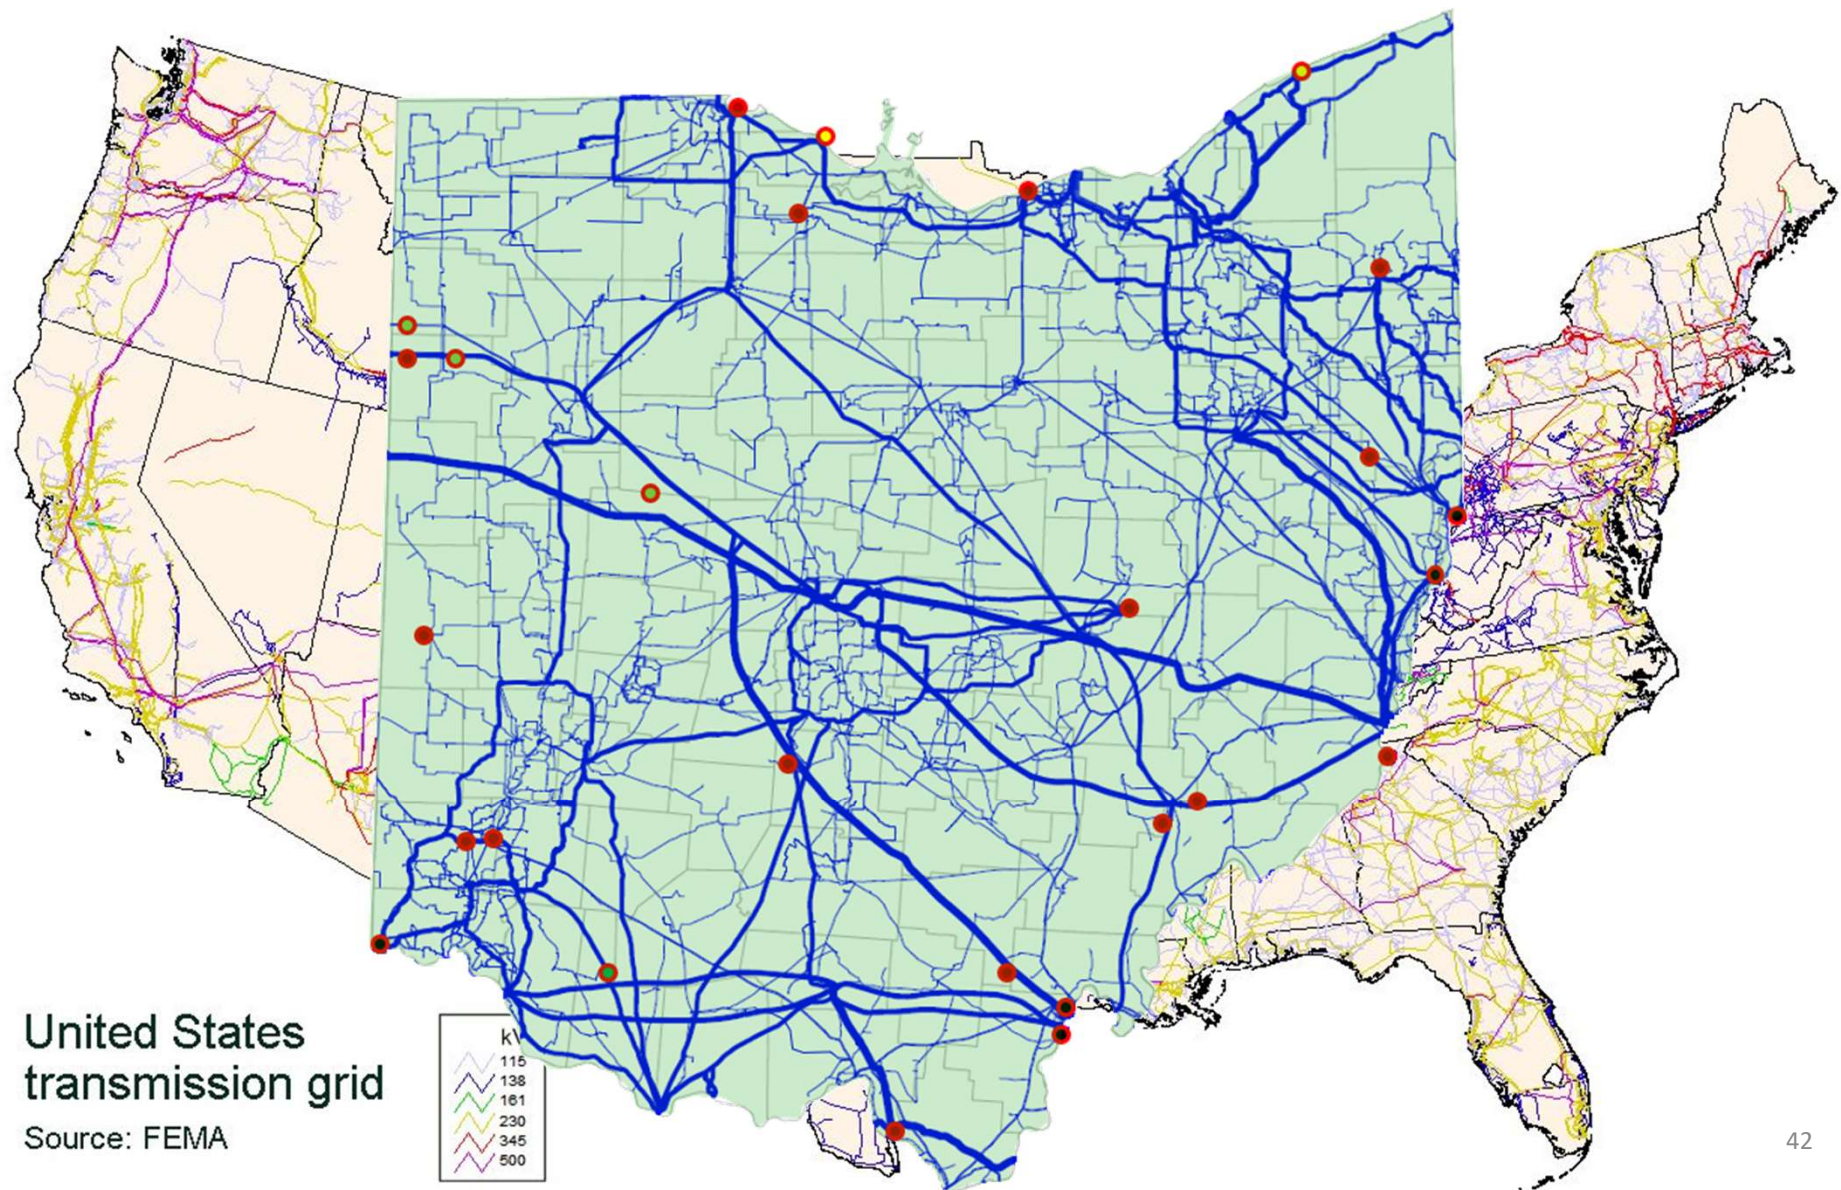 United States
transmission grid
Source: FEMA
kV
115
138
161
230
345
500
42